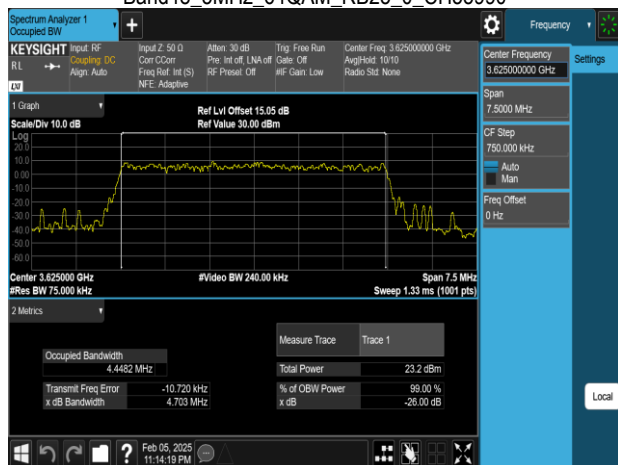 Spectrum Analyzer 1
Occupied BW
Frequency
KEYSIGHT
Input: RF
Coupling: DC
Align: Auto
RL
Input Z: 50 Ω
Corr CCorr
Freq Ref: Int (S)
NFE: Adaptive
Atten: 30 dB
Pre: Int off, LNA off
RF Presel: Off
Trig: Free Run
Gate: Off
#IF Gain: Low
Center Freq: 3.625000000 GHz
Avg|Hold: 10/10
Radio Std: None
LXI
1 Graph
Scale/Div 10.0 dB
Ref Lvl Offset 15.05 dB
Ref Value 30.00 dBm
Log
20.0
10.0
0.00
-10.0
-20.0
-30.0
-40.0
-50.0
-60.0
Center 3.625000 GHz
#Res BW 75.000 kHz
#Video BW 240.00 kHz
Span 7.5 MHz
Sweep 1.33 ms (1001 pts)
2 Metrics
Measure Trace
Trace 1
Occupied Bandwidth
4.4482 MHz
Total Power
23.2 dBm
Transmit Freq Error
-10.720 kHz
% of OBW Power
99.00 %
x dB Bandwidth
4.703 MHz
x dB
-26.00 dB
Center Frequency
3.625000000 GHz
Settings
Span
7.5000 MHz
CF Step
750.000 kHz
Auto
Man
Freq Offset
0 Hz
Local
?
Feb 05, 2025
11:14:19 PM